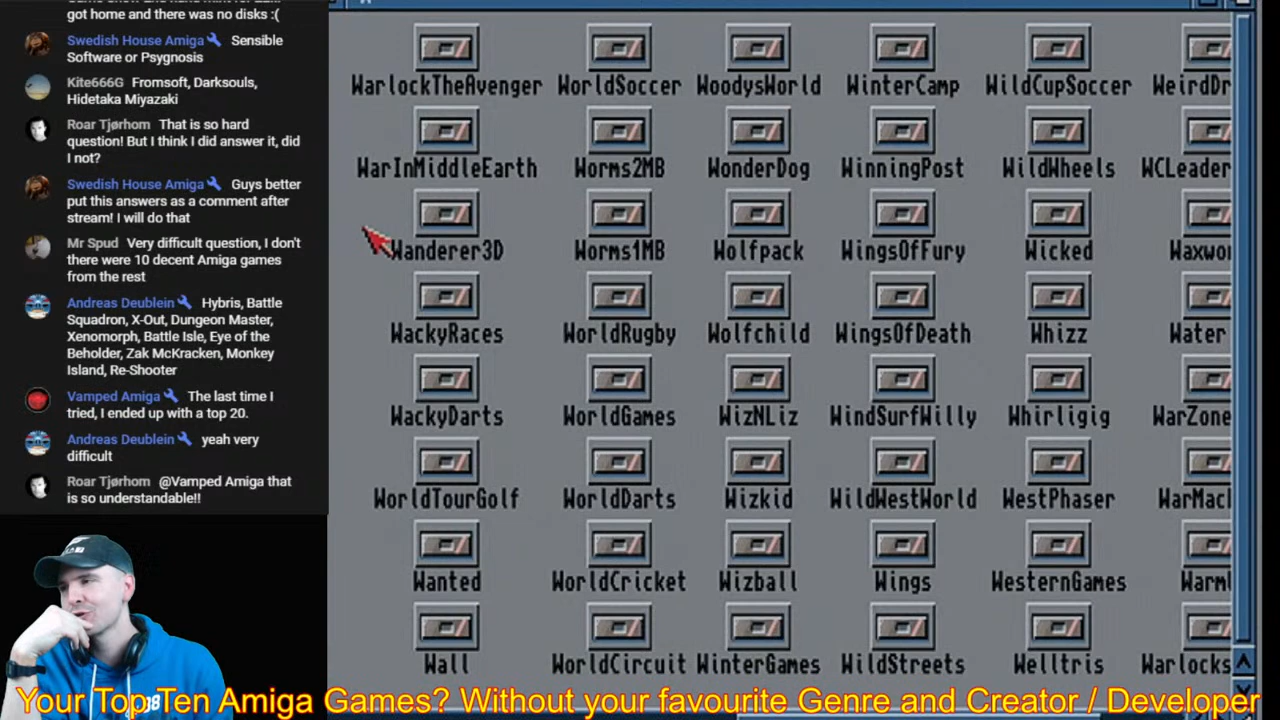 got home and there was no disks :(
Swedish House Amiga Sensible
Software or Psygnosis
Kite666G Fromsoft, Darksouls,
Hidetaka Miyazaki
Roar Tjørhom That is so hard
question! But I think I did answer it, did
I not?
Swedish House Amiga Guys better
put this answers as a comment after
stream! I will do that
Mr Spud Very difficult question, I don't
there were 10 decent Amiga games
from the rest
Andreas Deublein Hybris, Battle
Squadron, X-Out, Dungeon Master,
Xenomorph, Battle Isle, Eye of the
Beholder, Zak McKracken, Monkey
Island, Re-Shooter
Vamped Amiga The last time I
tried, I ended up with a top 20.
Andreas Deublein yeah very
difficult
Roar Tjørhom @Vamped Amiga that
is so understandable!!
WarlockTheAvenger WorldSoccer WoodysWorld WinterCamp WildCupSoccer WeirdDr
WarInMiddleEarth Worms2MB WonderDog WinningPost WildWheels WCLeader
Wanderer3D Worms1MB Wolfpack WingsOfFury Wicked Waxwo
WackyRaces WorldRugby Wolfchild WingsOfDeath Whizz Water
WackyDarts WorldGames WizNLiz WindSurfWilly Whirligig WarZone
WorldTourGolf WorldDarts Wizkid WildWestWorld WestPhaser WarMac
Wanted WorldCricket Wizball Wings WesternGames Warm
Wall WorldCircuit WinterGames WildStreets Welltris Warlocks
Your Top Ten Amiga Games? Without your favourite Genre and Creator / Developer